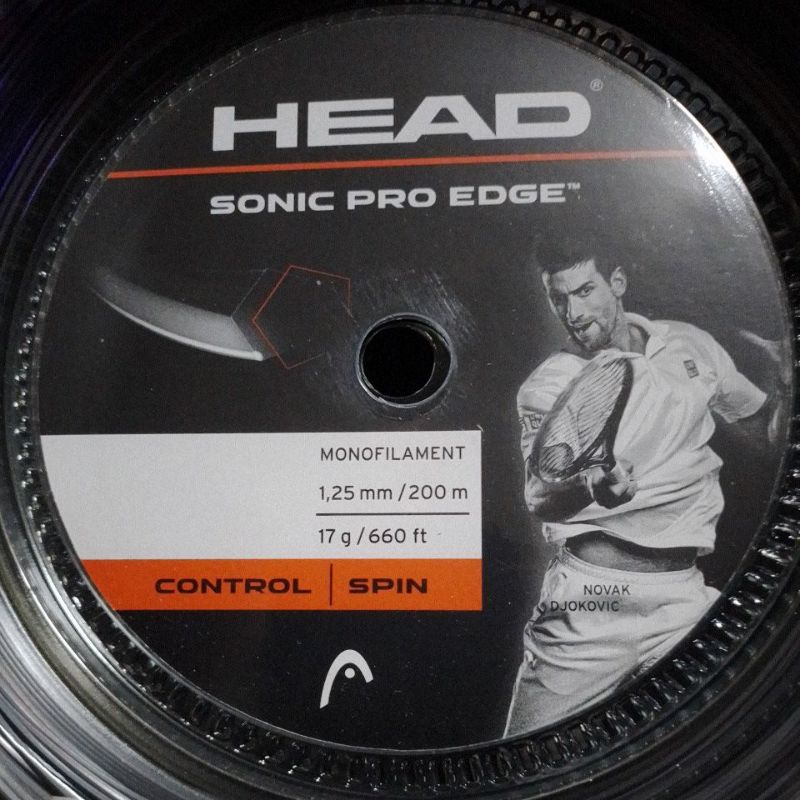 HEAD®
SONIC PRO EDGE™
MONOFILAMENT
1,25 mm / 200 m
17 g / 660 ft
CONTROL | SPIN
NOVAK
DJOKOVIC